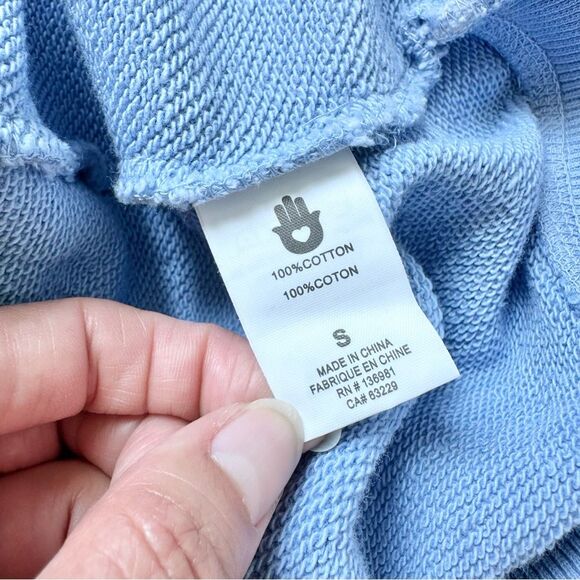 100%COTTON
100%COTON
S
MADE IN CHINA
FABRIQUE EN CHINE
RN # 136981
CA# 63229